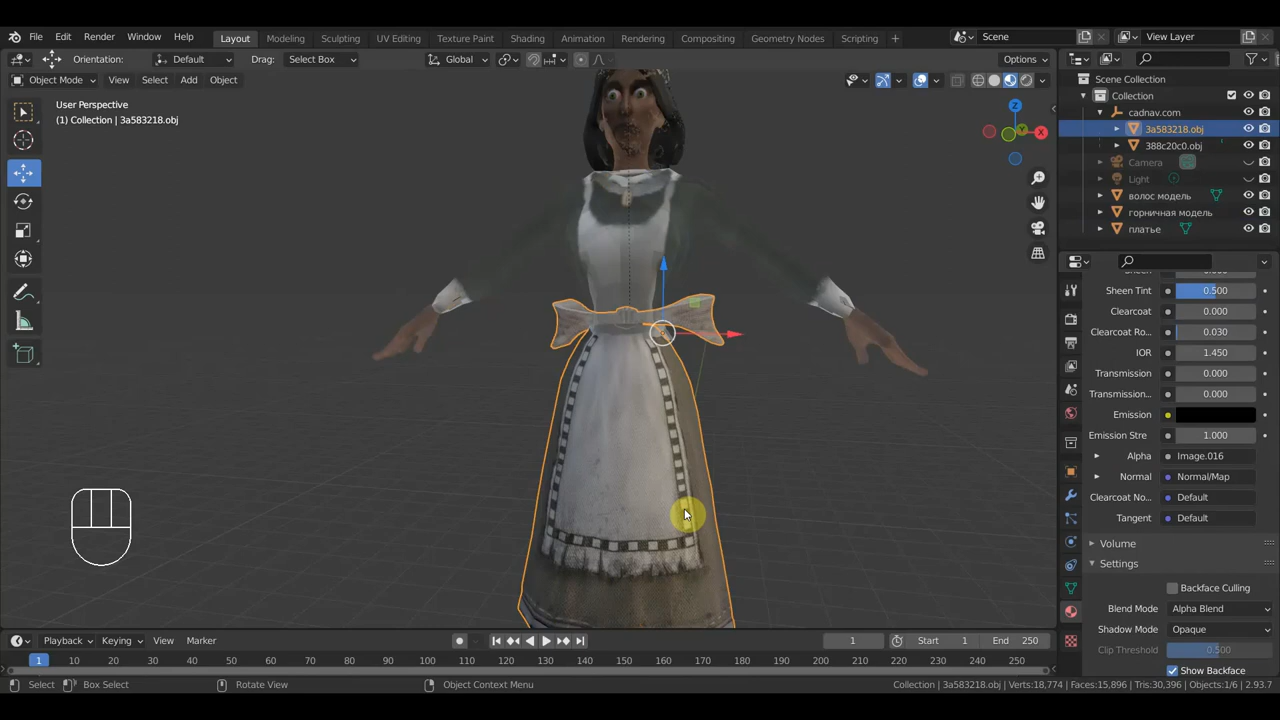 File Edit Render Window Help Layout Modeling Sculpting UV Editing Texture Paint Shading Animation Rendering Compositing Geometry Nodes Scripting + Scene View Layer
Orientation: Default Drag: Select Box Global Options
Object Mode View Select Add Object
User Perspective
(1) Collection | 3a583218.obj
Z
X
Y
Scene Collection
Collection
cadnav.com
3a583218.obj
388c20c0.obj
Camera
Light
волос модель
горничная модель
платье
Sheen Tint 0.500
Clearcoat 0.000
Clearcoat Ro... 0.030
IOR 1.450
Transmission 0.000
Transmission... 0.000
Emission
Emission Stre 1.000
Alpha Image.016
Normal Normal/Map
Clearcoat No... Default
Tangent Default
Volume
Settings
Backface Culling
Blend Mode Alpha Blend
Shadow Mode Opaque
Clip Threshold 0.500
Show Backface
Playback Keying View Marker 1 Start 1 End 250
1 10 20 30 40 50 60 70 80 90 100 110 120 130 140 150 160 170 180 190 200 210 220 230 240 250
Select Box Select Rotate View Object Context Menu Collection | 3a583218.obj | Verts:18,774 | Faces:15,896 | Tris:30,396 | Objects:1/6 | 2.93.7